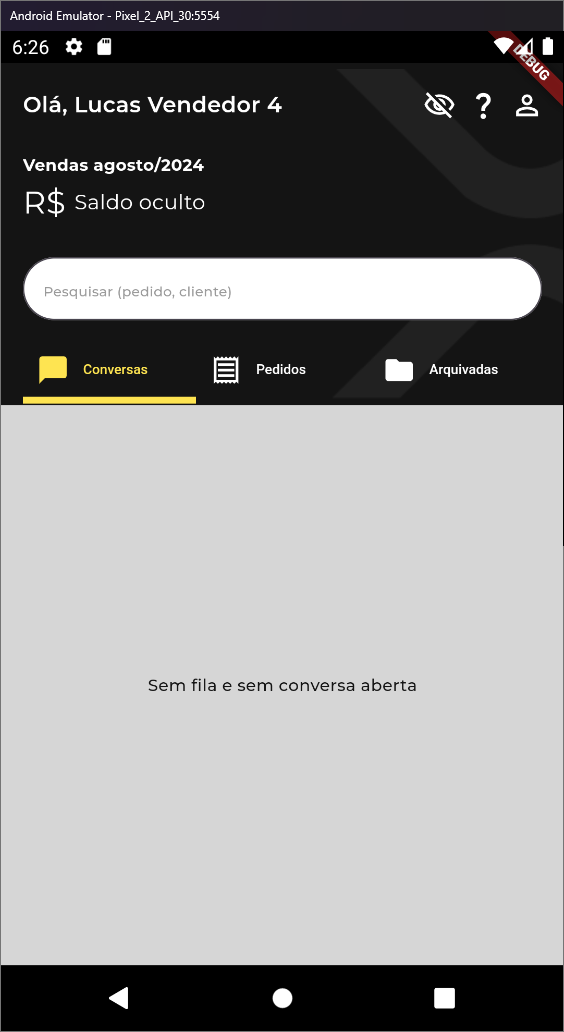 Android Emulator - Pixel_2_API_30:5554
6:26
DEBUG
Olá, Lucas Vendedor 4
Vendas agosto/2024
R$ Saldo oculto
Pesquisar (pedido, cliente)
Conversas Pedidos Arquivadas
Sem fila e sem conversa aberta